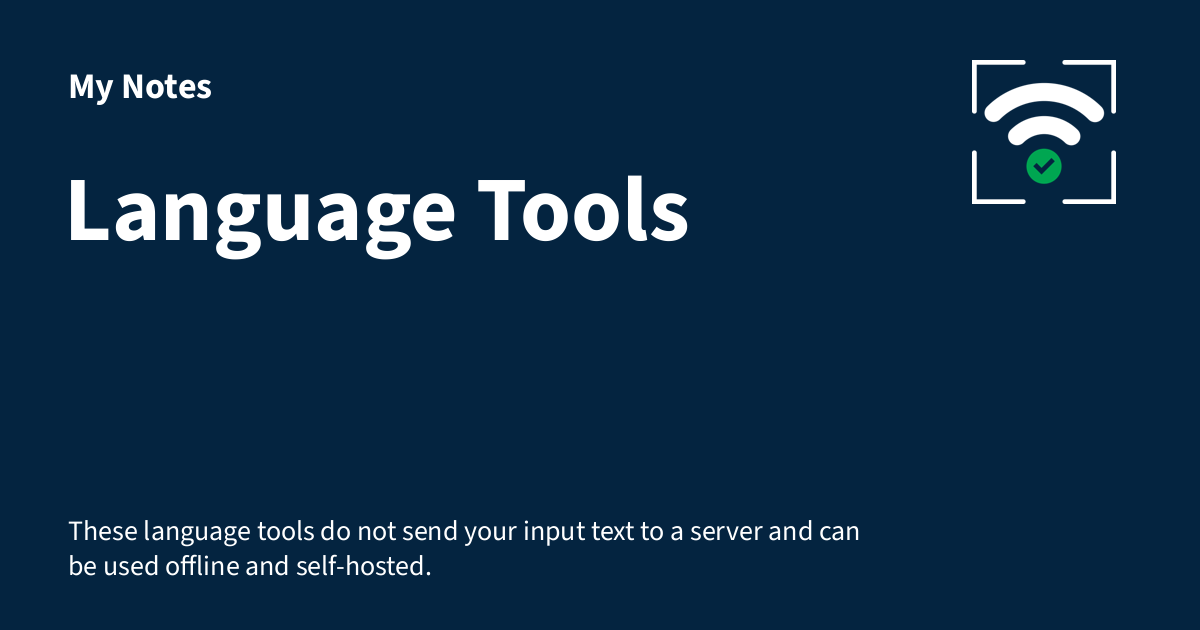 My Notes
Language Tools
These language tools do not send your input text to a server and can
be used offline and self-hosted.